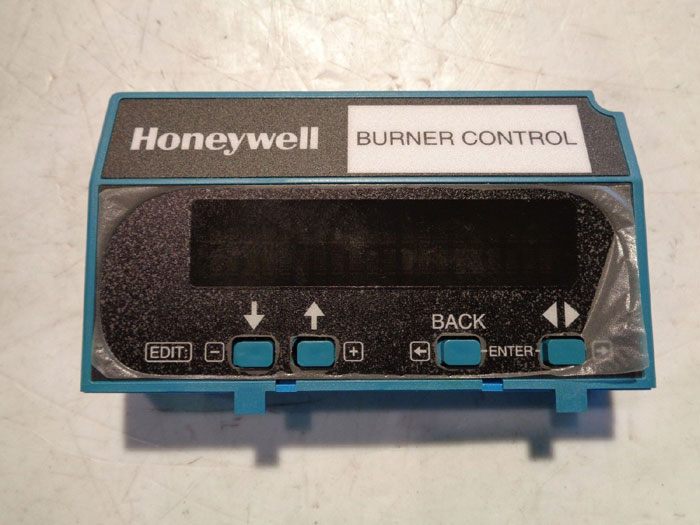 Honeywell BURNER CONTROL
BACK
EDIT: - + ENTER